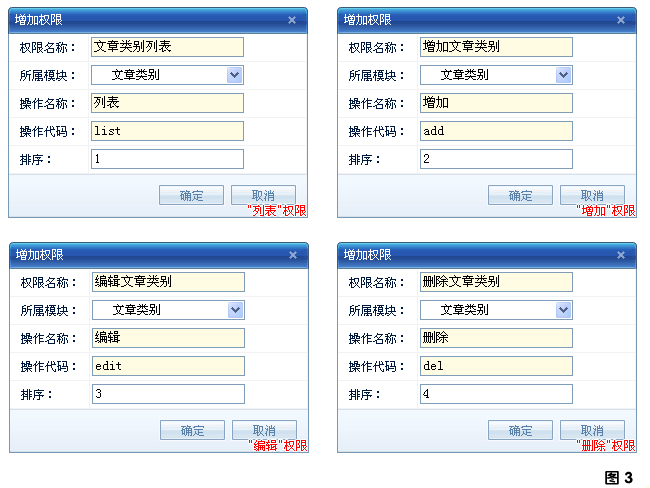 增加权限
权限名称： 文章类别列表
所属模块： 文章类别
操作名称： 列表
操作代码： list
排序： 1
确定 取消
"列表"权限
增加权限
权限名称： 增加文章类别
所属模块： 文章类别
操作名称： 增加
操作代码： add
排序： 2
确定 取消
"增加"权限
增加权限
权限名称： 编辑文章类别
所属模块： 文章类别
操作名称： 编辑
操作代码： edit
排序： 3
确定 取消
"编辑"权限
增加权限
权限名称： 删除文章类别
所属模块： 文章类别
操作名称： 删除
操作代码： del
排序： 4
确定 取消
"删除"权限
图 3